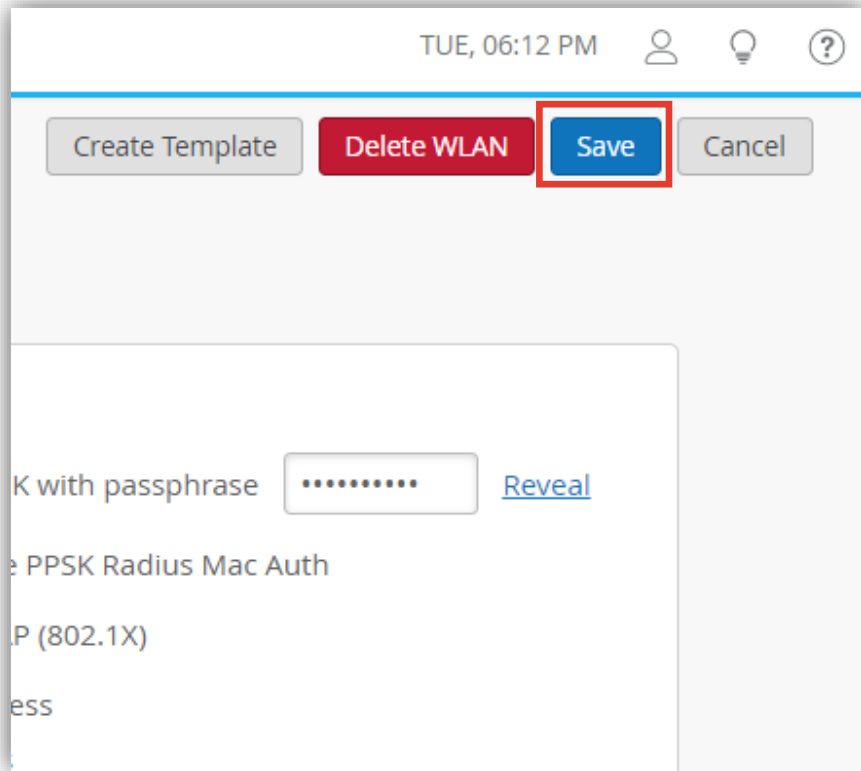 TUE, 06:12 PM ?
Create Template Delete WLAN Save Cancel
K with passphrase •••••••••• Reveal
e PPSK Radius Mac Auth
AP (802.1X)
ess